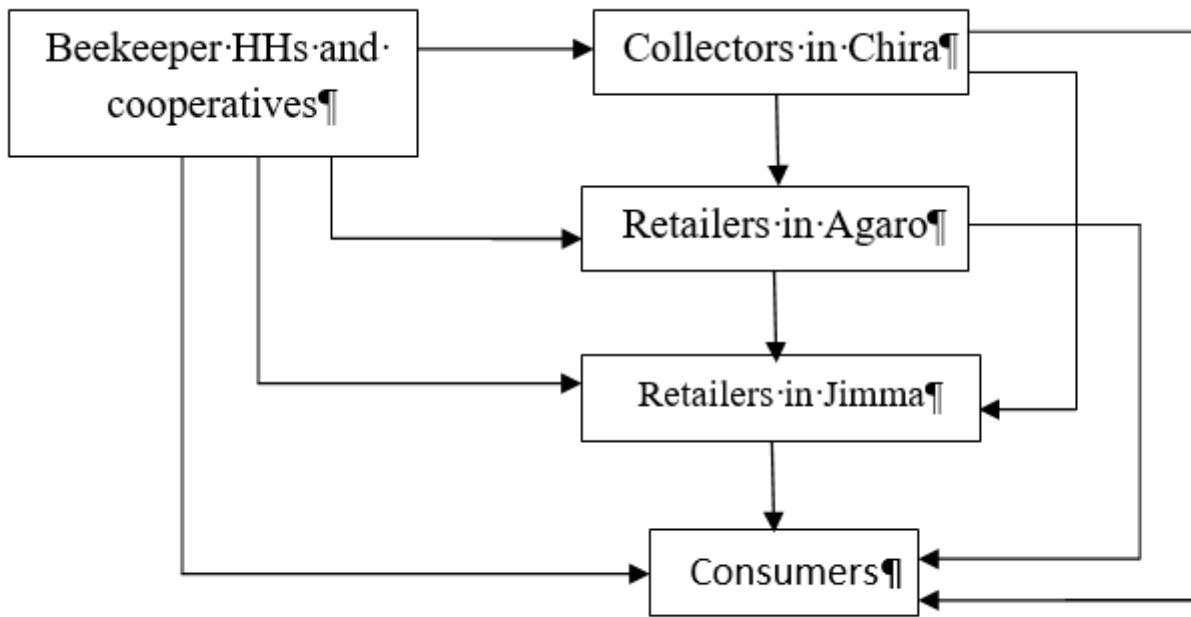 Beekeeper·HHs·and·
cooperatives¶
Collectors·in·Chira¶
Retailers·in·Agaro¶
Retailers·in·Jimma¶
Consumers¶